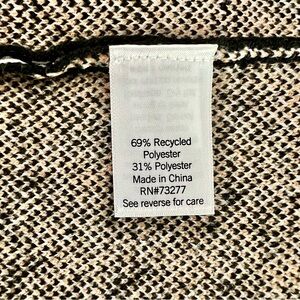 69% Recycled
Polyester
31% Polyester
Made in China
RN#73277
See reverse for care